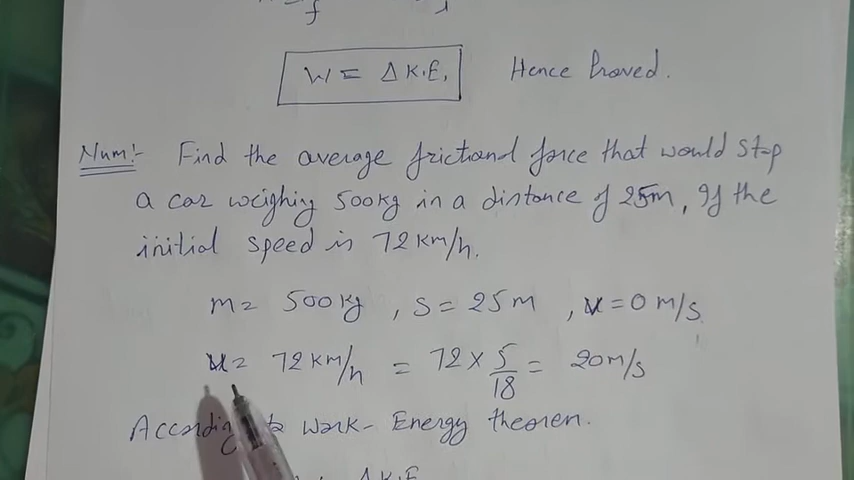 W = Δ K.E. Hence Proved.
Num:- Find the average frictional force that would stop
a car weighing 500kg in a distance of 25m, If the
initial speed is 72 km/h.
m = 500kg, S = 25m, v = 0 m/s
u = 72 km/h = 72 × 5/18 = 20 m/s
According to Work-Energy theorem.
Δ K.E